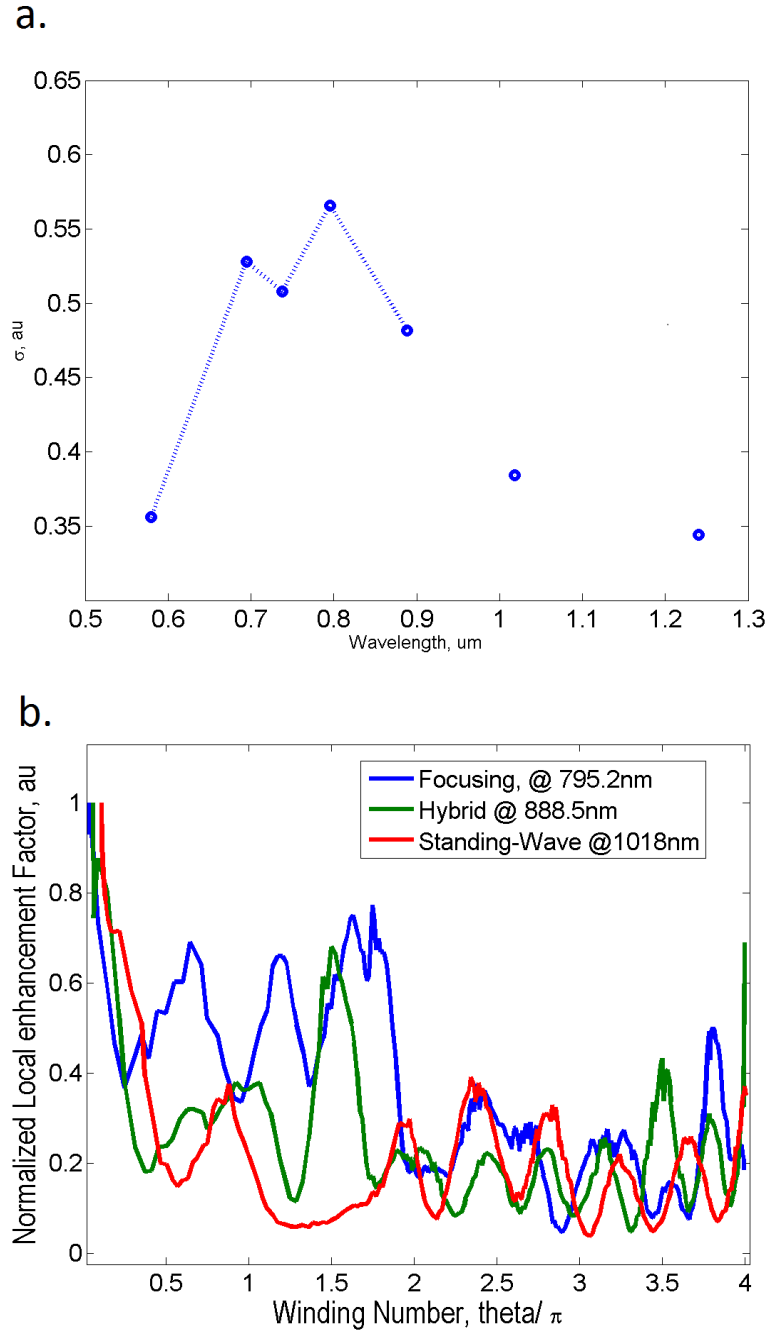 a.
0.65
0.6
0.55
0.5
0.45
0.4
0.35
σ, au
0.5 0.6 0.7 0.8 0.9 1 1.1 1.2 1.3
Wavelength, um
b.
Focusing, @ 795.2nm
Hybrid @ 888.5nm
Standing-Wave @1018nm
1
0.8
0.6
0.4
0.2
0
Normalized Local enhancement Factor, au
0.5 1 1.5 2 2.5 3 3.5 4
Winding Number, theta/ π